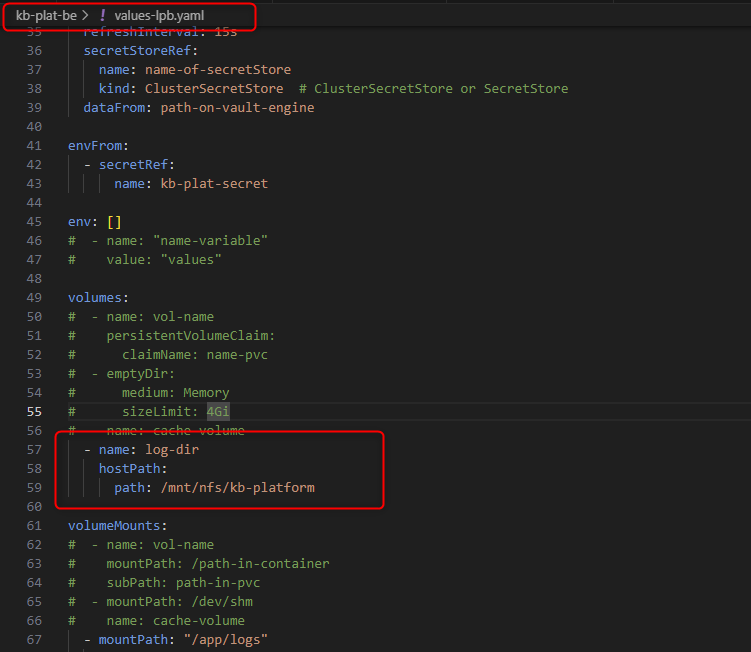 kb-plat-be > ! values-lpb.yaml
35 refreshInterval: 15s
36 secretStoreRef:
37 name: name-of-secretStore
38 kind: ClusterSecretStore # ClusterSecretStore or SecretStore
39 dataFrom: path-on-vault-engine
40
41 envFrom:
42 - secretRef:
43 name: kb-plat-secret
44
45 env: []
46 # - name: "name-variable"
47 # value: "values"
48
49 volumes:
50 # - name: vol-name
51 # persistentVolumeClaim:
52 # claimName: name-pvc
53 # - emptyDir:
54 # medium: Memory
55 # sizeLimit: 4Gi
56 # name: cache-volume
57 - name: log-dir
58 hostPath:
59 path: /mnt/nfs/kb-platform
60
61 volumeMounts:
62 # - name: vol-name
63 # mountPath: /path-in-container
64 # subPath: path-in-pvc
65 # - mountPath: /dev/shm
66 # name: cache-volume
67 - mountPath: "/app/logs"